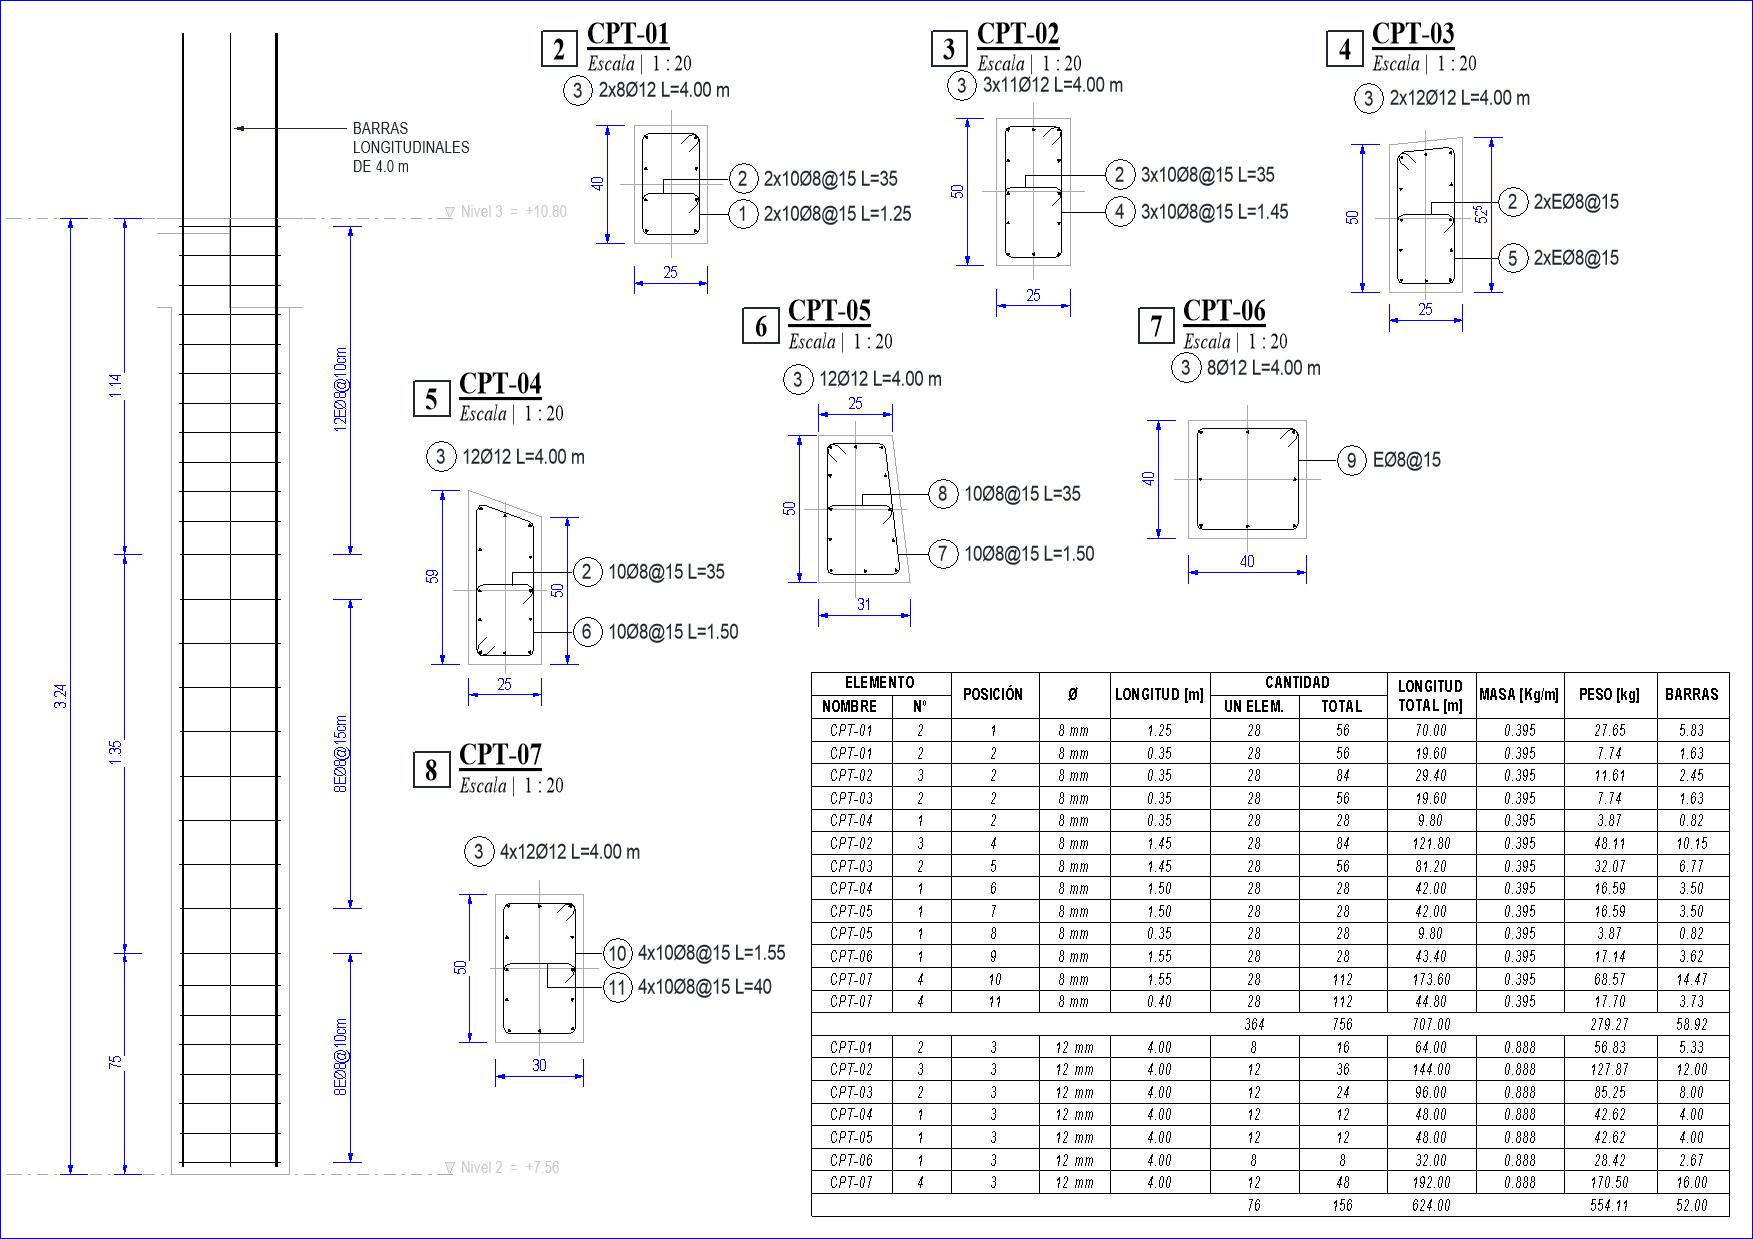 BARRAS
LONGITUDINALES
DE 4.0 m
Nivel 3 = +10.80
3.24
1.14
1.35
75
12EØ8@10cm
8EØ8@15cm
8EØ8@10cm
Nivel 2 = +7.56
2 CPT-01
Escala | 1 : 20
3 2x8Ø12 L=4.00 m
40
2 2x10Ø8@15 L=35
1 2x10Ø8@15 L=1.25
25
3 CPT-02
Escala | 1 : 20
3 3x11Ø12 L=4.00 m
50
2 3x10Ø8@15 L=35
4 3x10Ø8@15 L=1.45
25
4 CPT-03
Escala | 1 : 20
3 2x12Ø12 L=4.00 m
50
52⁵
2 2xEØ8@15
5 2xEØ8@15
25
5 CPT-04
Escala | 1 : 20
3 12Ø12 L=4.00 m
59
50
2 10Ø8@15 L=35
6 10Ø8@15 L=1.50
25
6 CPT-05
Escala | 1 : 20
3 12Ø12 L=4.00 m
25
50
8 10Ø8@15 L=35
7 10Ø8@15 L=1.50
31
7 CPT-06
Escala | 1 : 20
3 8Ø12 L=4.00 m
40
9 EØ8@15
40
8 CPT-07
Escala | 1 : 20
3 4x12Ø12 L=4.00 m
50
10 4x10Ø8@15 L=1.55
11 4x10Ø8@15 L=40
30
ELEMENTO POSICIÓN Ø LONGITUD [m] CANTIDAD LONGITUD TOTAL [m] MASA [Kg/m] PESO [kg] BARRAS
NOMBRE Nº UN ELEM. TOTAL
CPT-01 2 1 8 mm 1.25 28 56 70.00 0.395 27.65 5.83
CPT-01 2 2 8 mm 0.35 28 56 19.60 0.395 7.74 1.63
CPT-02 3 2 8 mm 0.35 28 84 29.40 0.395 11.61 2.45
CPT-03 2 2 8 mm 0.35 28 56 19.60 0.395 7.74 1.63
CPT-04 1 2 8 mm 0.35 28 28 9.80 0.395 3.87 0.82
CPT-02 3 4 8 mm 1.45 28 84 121.80 0.395 48.11 10.15
CPT-03 2 5 8 mm 1.45 28 56 81.20 0.395 32.07 6.77
CPT-04 1 6 8 mm 1.50 28 28 42.00 0.395 16.59 3.50
CPT-05 1 7 8 mm 1.50 28 28 42.00 0.395 16.59 3.50
CPT-05 1 8 8 mm 0.35 28 28 9.80 0.395 3.87 0.82
CPT-06 1 9 8 mm 1.55 28 28 43.40 0.395 17.14 3.62
CPT-07 4 10 8 mm 1.55 28 112 173.60 0.395 68.57 14.47
CPT-07 4 11 8 mm 0.40 28 112 44.80 0.395 17.70 3.73
364 756 707.00 279.27 58.92
CPT-01 2 3 12 mm 4.00 8 16 64.00 0.888 56.83 5.33
CPT-02 3 3 12 mm 4.00 12 36 144.00 0.888 127.87 12.00
CPT-03 2 3 12 mm 4.00 12 24 96.00 0.888 85.25 8.00
CPT-04 1 3 12 mm 4.00 12 12 48.00 0.888 42.62 4.00
CPT-05 1 3 12 mm 4.00 12 12 48.00 0.888 42.62 4.00
CPT-06 1 3 12 mm 4.00 8 8 32.00 0.888 28.42 2.67
CPT-07 4 3 12 mm 4.00 12 48 192.00 0.888 170.50 16.00
76 156 624.00 554.11 52.00